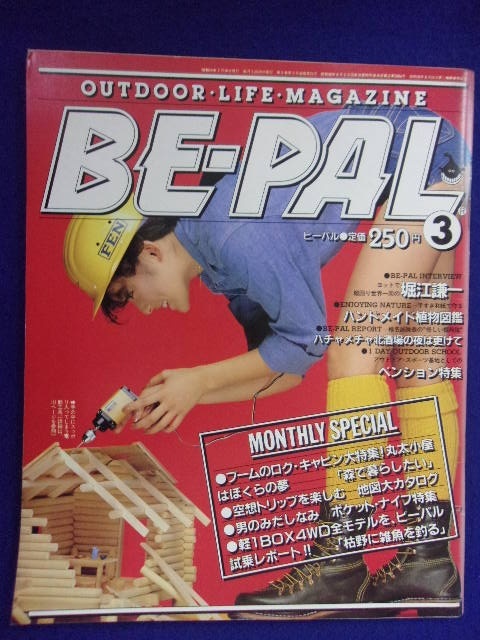 OUTDOOR・LIFE・MAGAZINE
BE-PAL
ビーパル●定価250円
3
FEN
●BE-PAL INTERVIEW
堀江謙一
●ENJOYING NATURE
ハンドメイド植物図鑑
●BE-PAL REPORT
ハチャメチャ北酒場の夜は更けて
●1 DAY OUTDOOR SCHOOL
ペンション特集
MONTHLY SPECIAL
●ブームのログ・キャビン大特集!丸太小屋
はぼくらの夢 「森で暮らしたい」
●空想トリップを楽しむ 地図大カタログ
●男のみだしなみ ポケット・ナイフ特集
●軽1BOX4WD全モデルを、ビーパル
試乗レポート!! 「枯野に雑魚を釣る」
BE-PAL